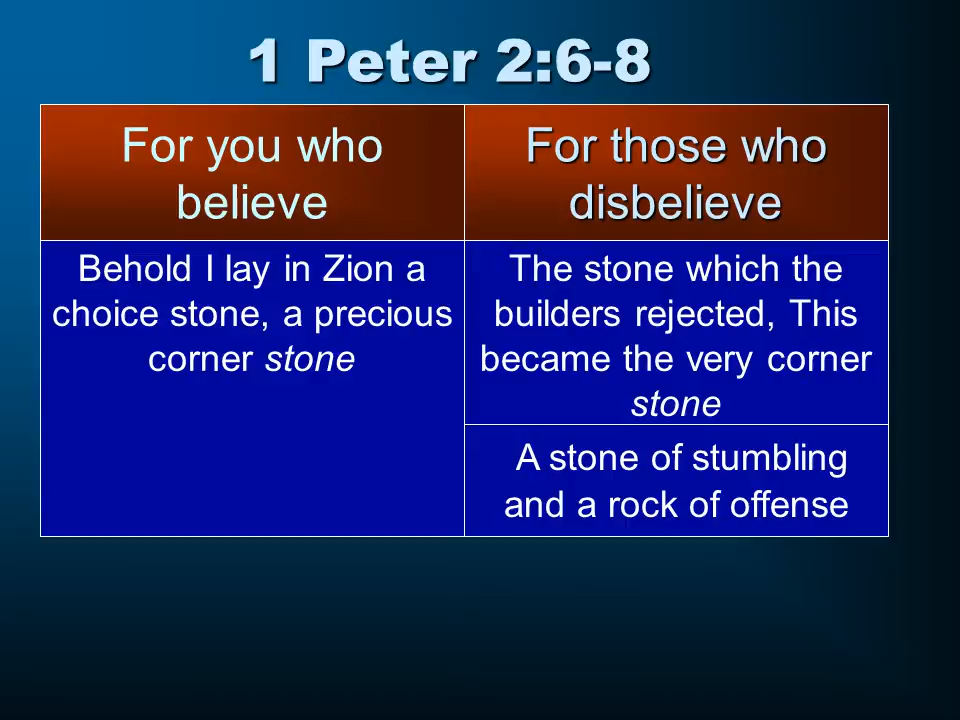 1 Peter 2:6-8
For you who
believe
For those who
disbelieve
Behold I lay in Zion a
choice stone, a precious
corner stone
The stone which the
builders rejected, This
became the very corner
stone
A stone of stumbling
and a rock of offense